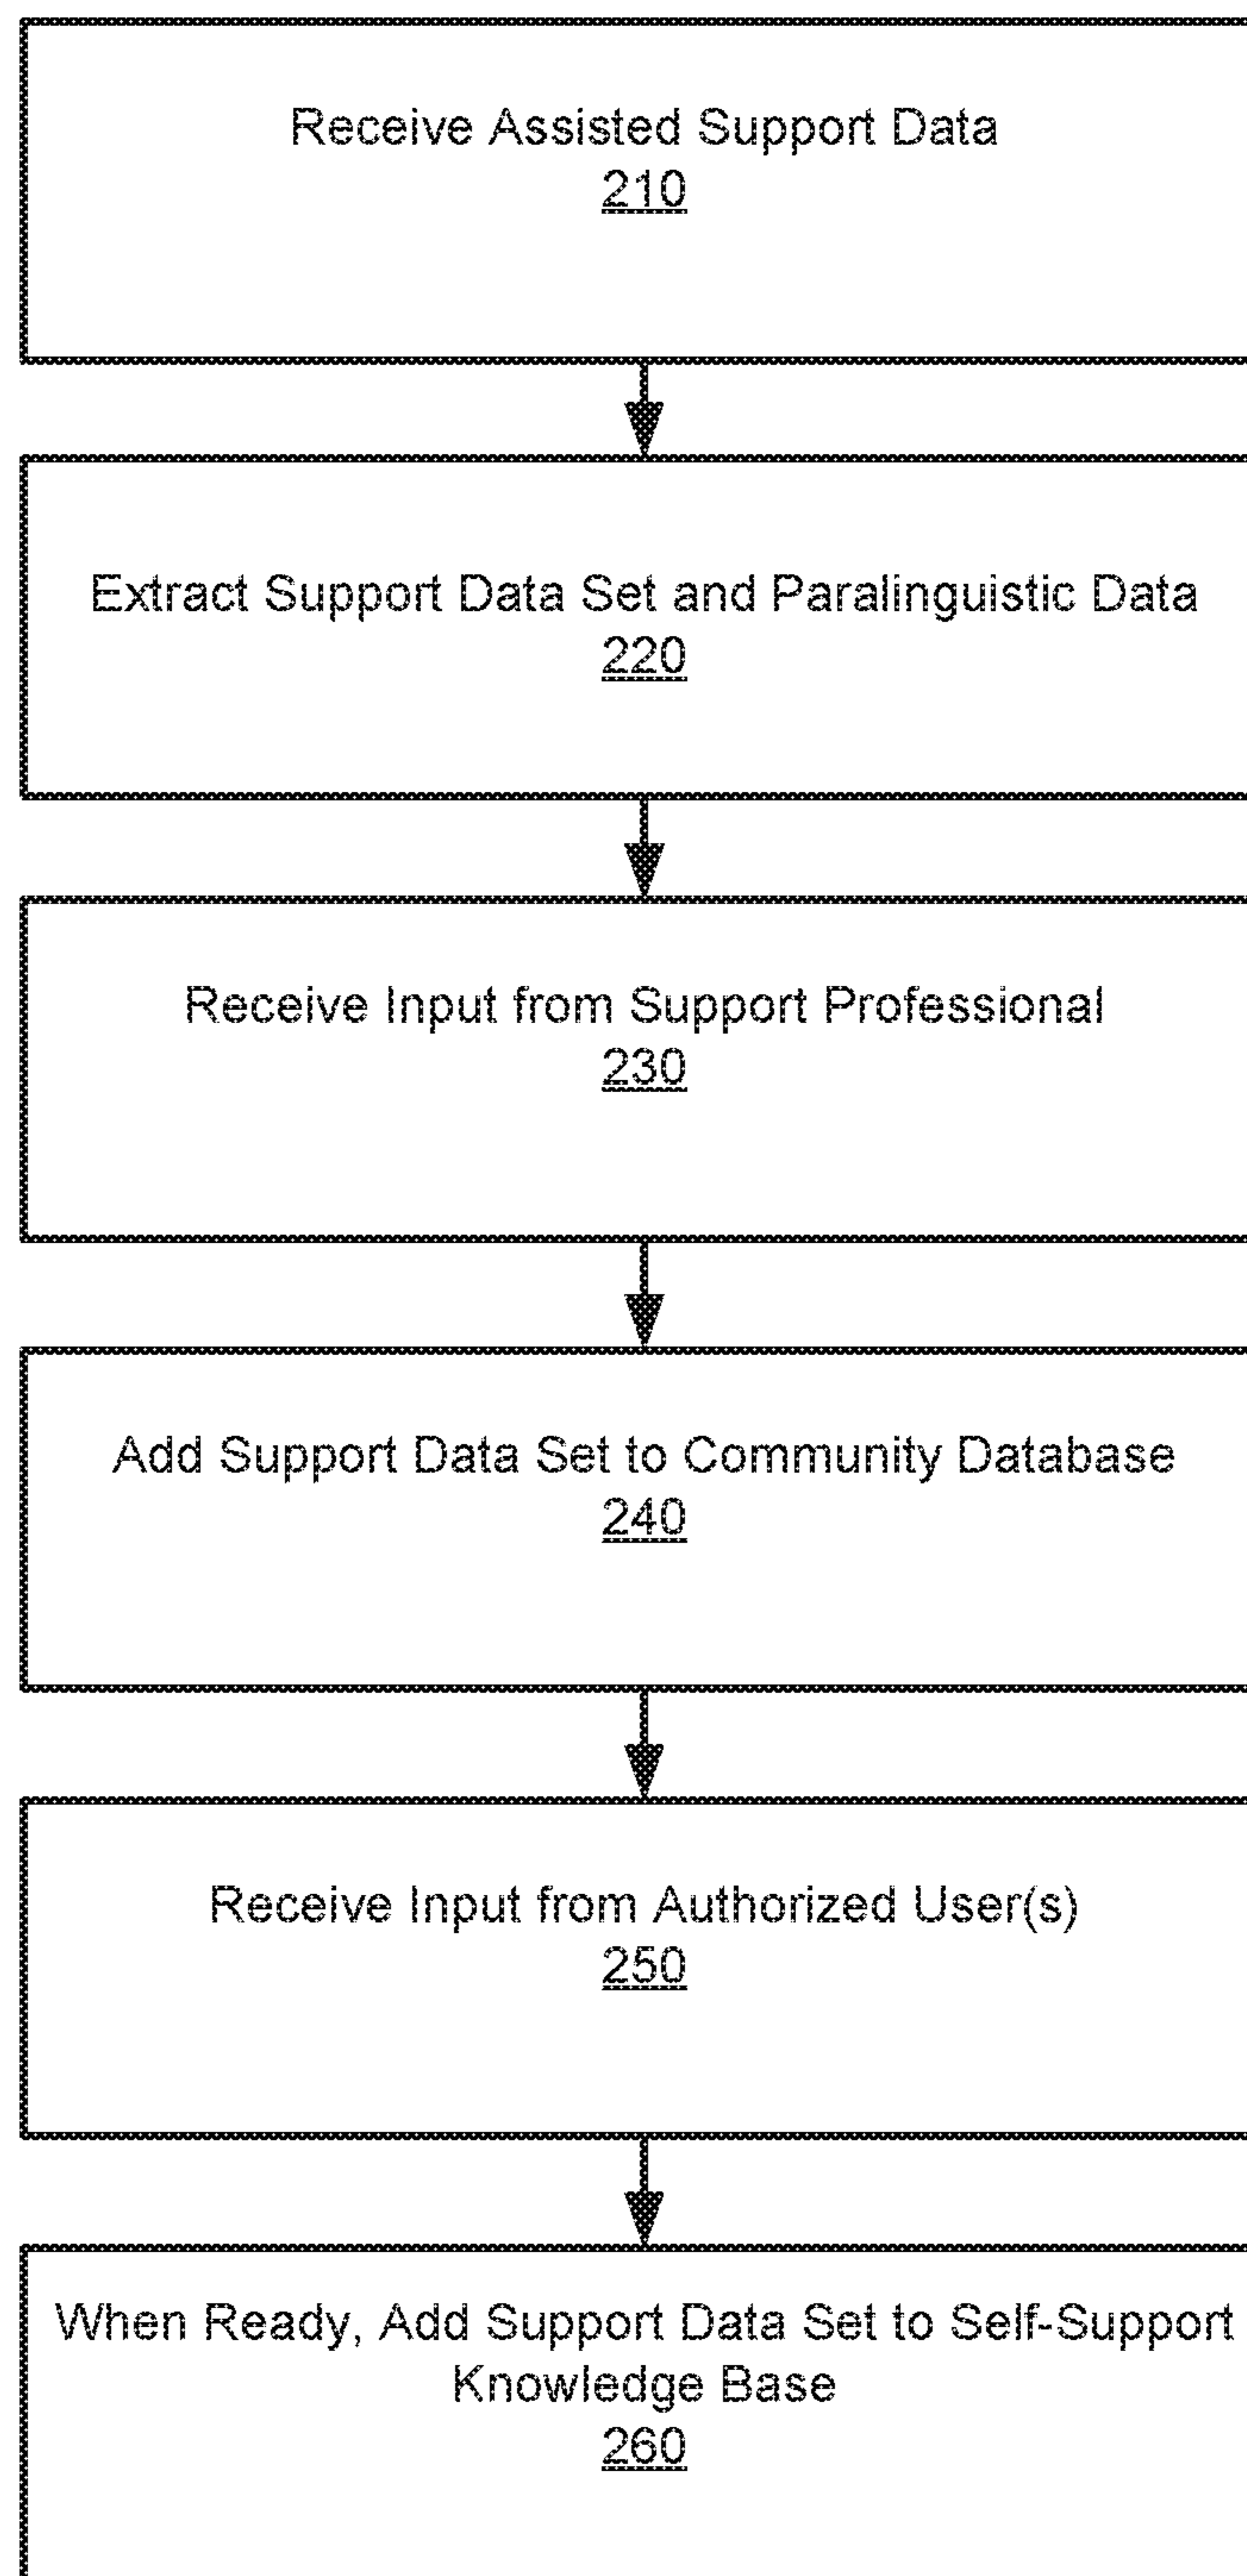 Receive Assisted Support Data
210
Extract Support Data Set and Paralinguistic Data
220
Receive Input from Support Professional
230
Add Support Data Set to Community Database
240
Receive Input from Authorized User(s)
250
When Ready, Add Support Data Set to Self-Support
Knowledge Base
260